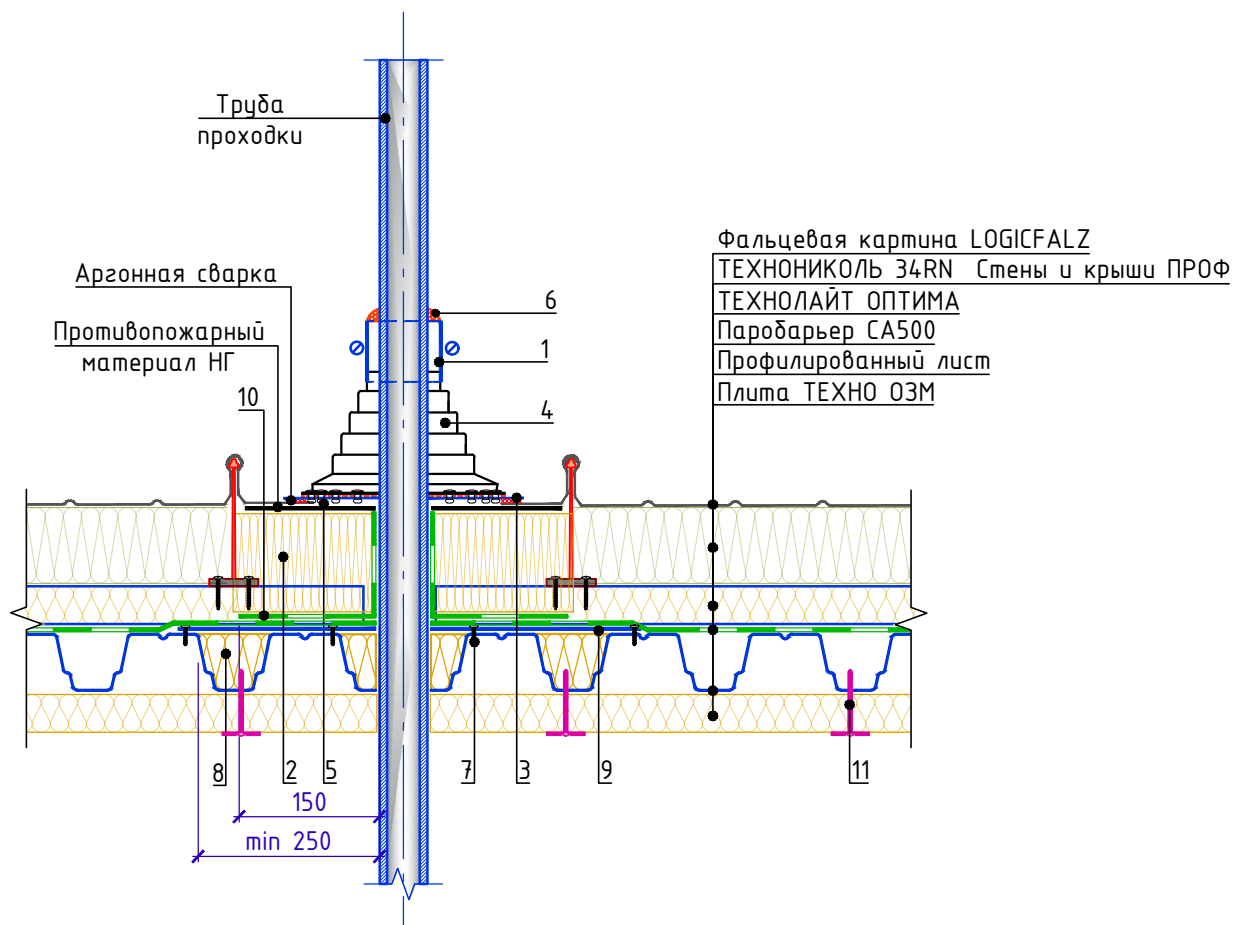 Труба
проходки
Фальцевая картина LOGICFALZ
ТЕХНОНИКОЛЬ 34RN Стены и крыши ПРОФ
ТЕХНОЛАЙТ ОПТИМА
Паробарьер СА500
Профилированный лист
Плита ТЕХНО ОЗМ
Аргонная сварка
Противопожарный
материал НГ
6
1
10
4
8
2
5
7
9
3
11
150
min 250